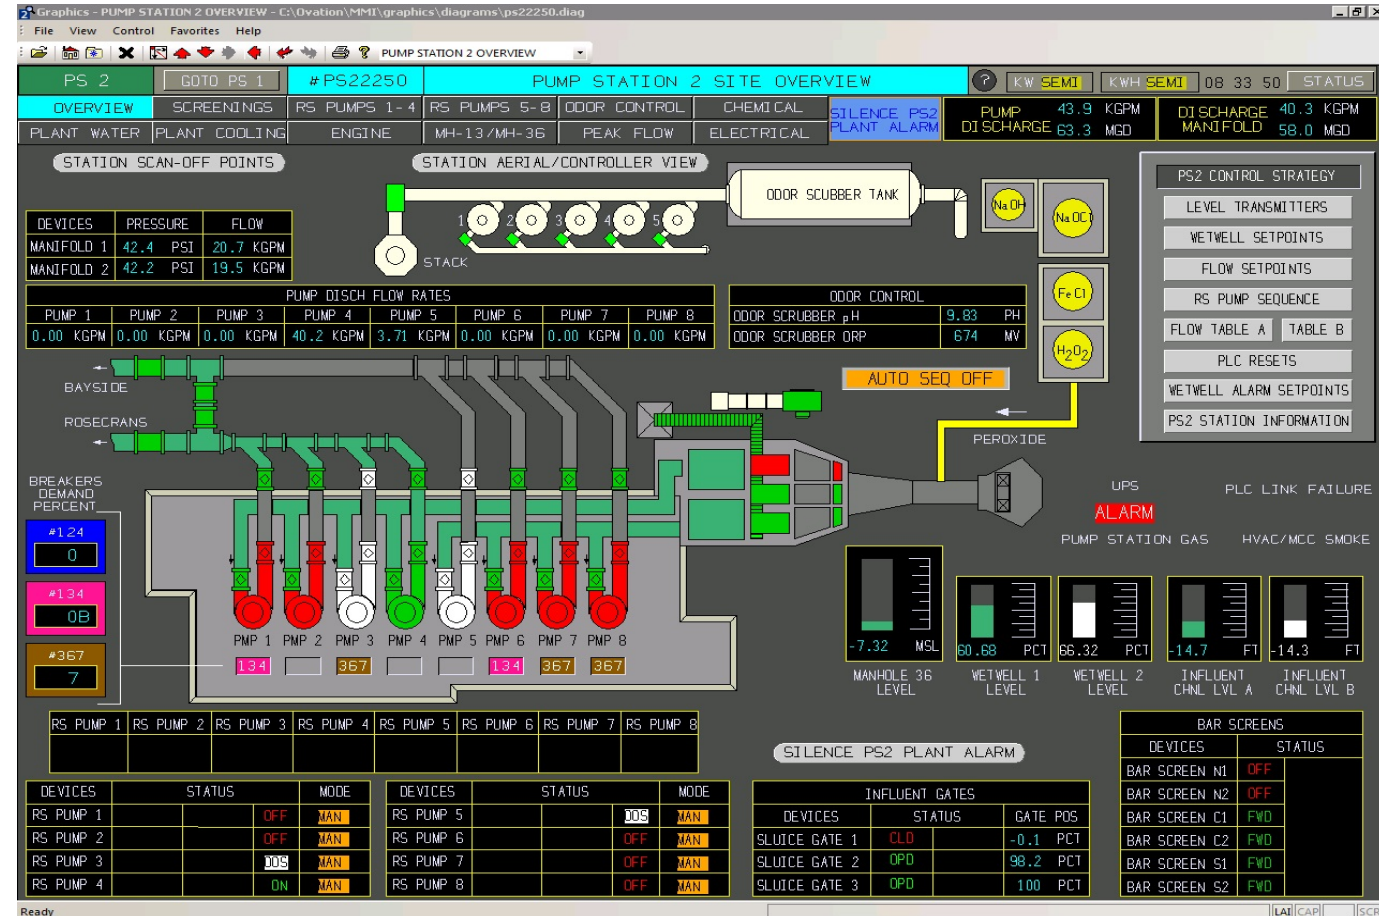 Graphics - PUMP STATION 2 OVERVIEW - C:\Ovation\MMI\graphics\diagrams\ps22250.diag
File View Control Favorites Help
PUMP STATION 2 OVERVIEW
PS 2 GOTO PS 1 #PS22250 PUMP STATION 2 SITE OVERVIEW ? KW SEMI KWH SEMI 08 33 50 STATUS
OVERVIEW SCREENINGS RS PUMPS 1-4 RS PUMPS 5-8 ODOR CONTROL CHEMICAL
PLANT WATER PLANT COOLING ENGINE MH-13/MH-36 PEAK FLOW ELECTRICAL
SILENCE PS2
PLANT ALARM
PUMP DISCHARGE 43.9 KGPM
63.3 MGD
DISCHARGE MANIFOLD 40.3 KGPM
58.0 MGD
STATION SCAN-OFF POINTS
STATION AERIAL/CONTROLLER VIEW
DEVICES PRESSURE FLOW
MANIFOLD 1 42.4 PSI 20.7 KGPM
MANIFOLD 2 42.2 PSI 19.5 KGPM
1 2 3 4 5
STACK
ODOR SCUBBER TANK
NaOH
NaOCl
FeCl
H2O2
PS2 CONTROL STRATEGY
LEVEL TRANSMITTERS
WETWELL SETPOINTS
FLOW SETPOINTS
RS PUMP SEQUENCE
FLOW TABLE A TABLE B
PLC RESETS
WETWELL ALARM SETPOINTS
PS2 STATION INFORMATION
PUMP DISCH FLOW RATES
PUMP 1 PUMP 2 PUMP 3 PUMP 4 PUMP 5 PUMP 6 PUMP 7 PUMP 8
0.00 KGPM 0.00 KGPM 0.00 KGPM 40.2 KGPM 3.71 KGPM 0.00 KGPM 0.00 KGPM 0.00 KGPM
ODOR CONTROL
ODOR SCRUBBER pH 9.83 PH
ODOR SCRUBBER ORP 674 MV
AUTO SEQ OFF
BAYSIDE
ROSECRANS
PEROXIDE
BREAKERS
DEMAND
PERCENT
#124
0
#134
0B
#367
7
PMP 1 PMP 2 PMP 3 PMP 4 PMP 5 PMP 6 PMP 7 PMP 8
134 367 134 367 367
UPS
ALARM
PLC LINK FAILURE
PUMP STATION GAS
HVAC/MCC SMOKE
-7.32 MSL
60.68 PCT
66.32 PCT
-14.7 FT
-14.3 FT
MANHOLE 36
LEVEL
WETWELL 1
LEVEL
WETWELL 2
LEVEL
INFLUENT
CHNL LVL A
INFLUENT
CHNL LVL B
RS PUMP 1 RS PUMP 2 RS PUMP 3 RS PUMP 4 RS PUMP 5 RS PUMP 6 RS PUMP 7 RS PUMP 8
SILENCE PS2 PLANT ALARM
DEVICES STATUS MODE
RS PUMP 1 OFF MAN
RS PUMP 2 OFF MAN
RS PUMP 3 OOS MAN
RS PUMP 4 ON MAN
DEVICES STATUS MODE
RS PUMP 5 OOS MAN
RS PUMP 6 OFF MAN
RS PUMP 7 OFF MAN
RS PUMP 8 OFF MAN
INFLUENT GATES
DEVICES STATUS GATE POS
SLUICE GATE 1 CLD -0.1 PCT
SLUICE GATE 2 OPD 98.2 PCT
SLUICE GATE 3 OPD 100 PCT
BAR SCREENS
DEVICES STATUS
BAR SCREEN N1 OFF
BAR SCREEN N2 OFF
BAR SCREEN C1 FWD
BAR SCREEN C2 FWD
BAR SCREEN S1 FWD
BAR SCREEN S2 FWD
Ready LAI CAP SCF